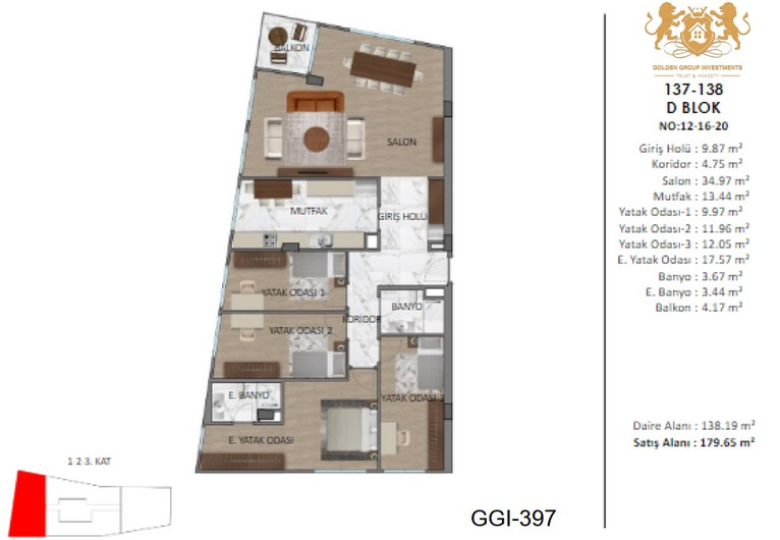 BALKON
SALON
MUTFAK
GİRİŞ HOLÜ
YATAK ODASI 1
BANYO
KORİDOR
YATAK ODASI 2
E. BANYO
YATAK ODASI 3
E. YATAK ODASI
1 2 3. KAT
GGI-397
GOLDEN GROUP INVESTMENTS
TRUST & HONESTY
137-138
D BLOK
NO:12-16-20
Giriş Holü : 9.87 m²
Koridor : 4.75 m²
Salon : 34.97 m²
Mutfak : 13.44 m²
Yatak Odası-1 : 9.97 m²
Yatak Odası-2 : 11.96 m²
Yatak Odası-3 : 12.05 m²
E. Yatak Odası : 17.57 m²
Banyo : 3.67 m²
E. Banyo : 3.44 m²
Balkon : 4.17 m²
Daire Alanı : 138.19 m²
Satış Alanı : 179.65 m²